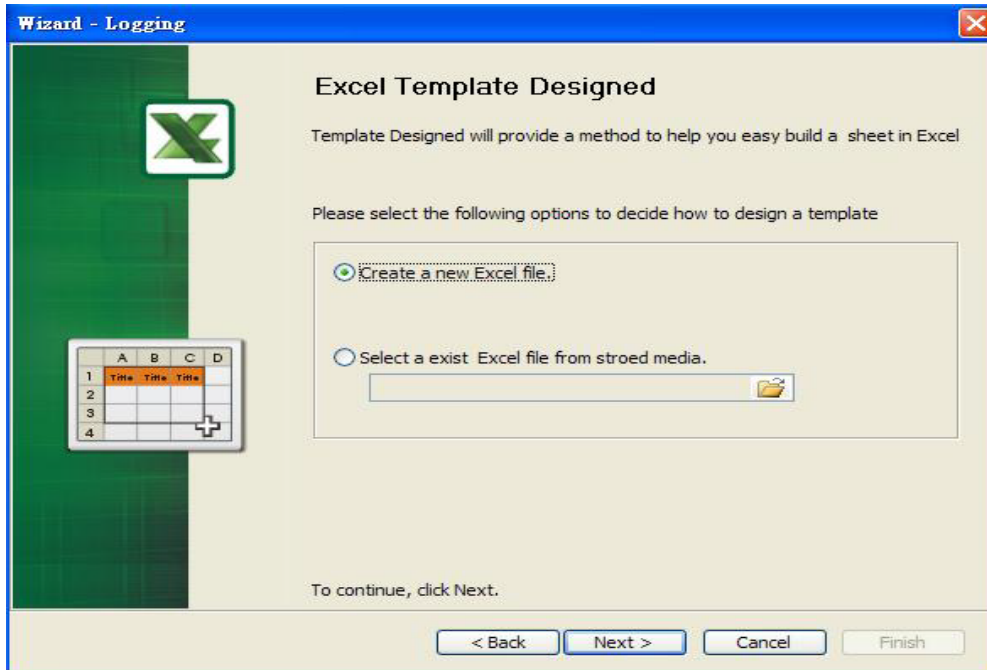 Wizard - Logging
Excel Template Designed
Template Designed will provide a method to help you easy build a sheet in Excel
Please select the following options to decide how to design a template
Create a new Excel file.
Select a exist Excel file from stroed media.
A B C D
1 Title Title Title
2
3
4
To continue, click Next.
< Back Next > Cancel Finish